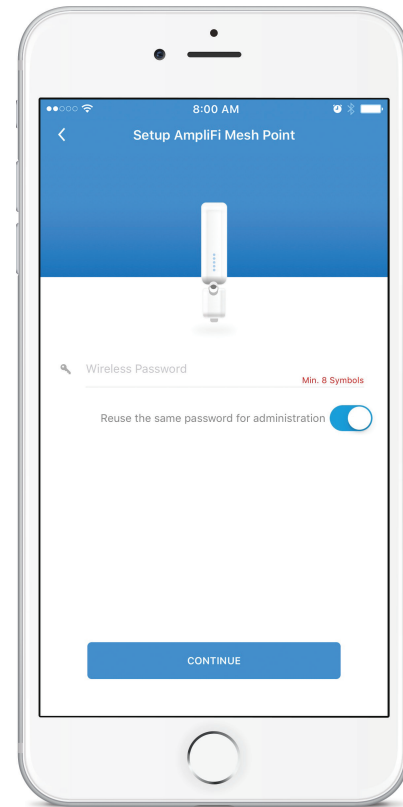 8:00 AM
Setup AmpliFi Mesh Point
Wireless Password
Min. 8 Symbols
Reuse the same password for administration
CONTINUE